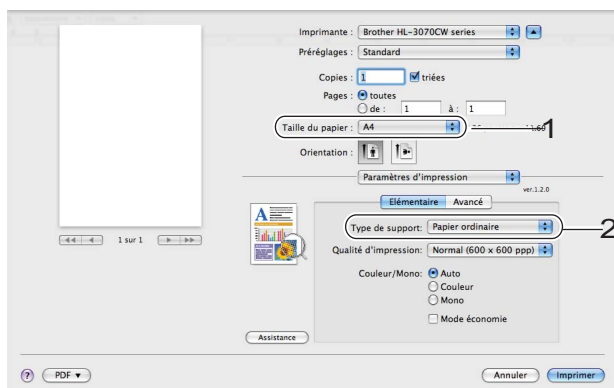 Imprimante : Brother HL-3070CW series
Préréglages : Standard
Copies : 1 triées
Pages : toutes
de : 1 à : 1
Taille du papier : A4 1
Orientation :
Paramètres d'impression
ver.1.2.0
Elémentaire Avancé
Type de support: Papier ordinaire 2
Qualité d'impression: Normal (600 x 600 ppp)
Couleur/Mono: Auto
Couleur
Mono
Mode économie
1 sur 1
Assistance
? PDF Annuler Imprimer